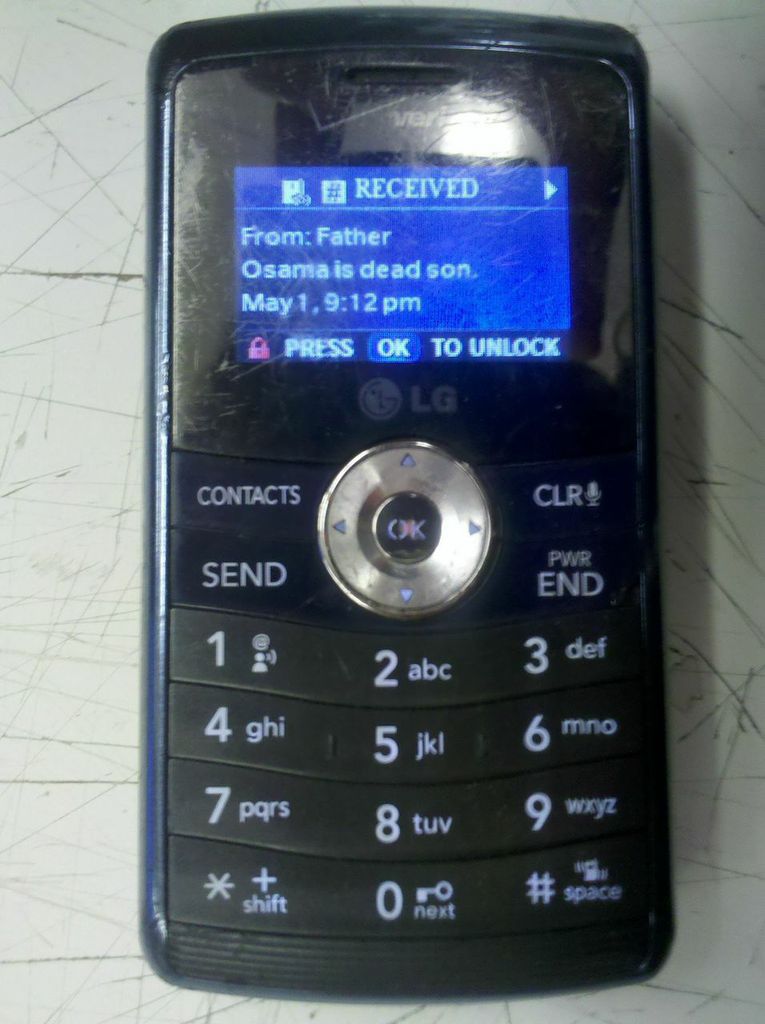 veri
RECEIVED
From: Father
Osama is dead son.
May 1, 9:12 pm
PRESS OK TO UNLOCK
LG
CONTACTS
CLR
OK
SEND
PWR
END
1
2 abc
3 def
4 ghi
5 jkl
6 mno
7 pqrs
8 tuv
9 wxyz
* +
shift
0 next
# space